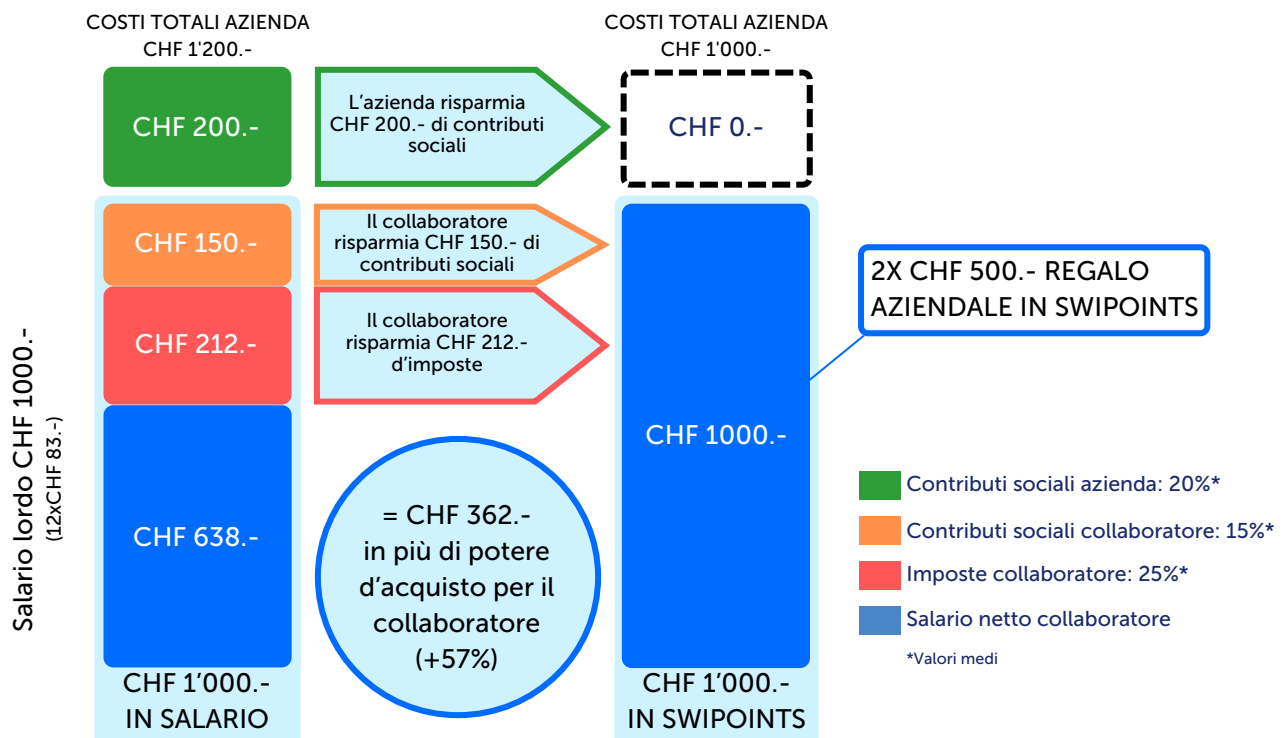 COSTI TOTALI AZIENDA
CHF 1'200.-
COSTI TOTALI AZIENDA
CHF 1'000.-
CHF 200.-
L'azienda risparmia
CHF 200.- di contributi
sociali
CHF 0.-
CHF 150.-
Il collaboratore
risparmia CHF 150.- di
contributi sociali
2X CHF 500.- REGALO
AZIENDALE IN SWIPOINTS
CHF 212.-
Il collaboratore
risparmia CHF 212.-
d'imposte
Salario lordo CHF 1000.-
(12xCHF 83.-)
CHF 638.-
= CHF 362.-
in più di potere
d'acquisto per il
collaboratore
(+57%)
CHF 1000.-
Contributi sociali azienda: 20%*
Contributi sociali collaboratore: 15%*
Imposte collaboratore: 25%*
Salario netto collaboratore
*Valori medi
CHF 1'000.-
IN SALARIO
CHF 1'000.-
IN SWIPOINTS